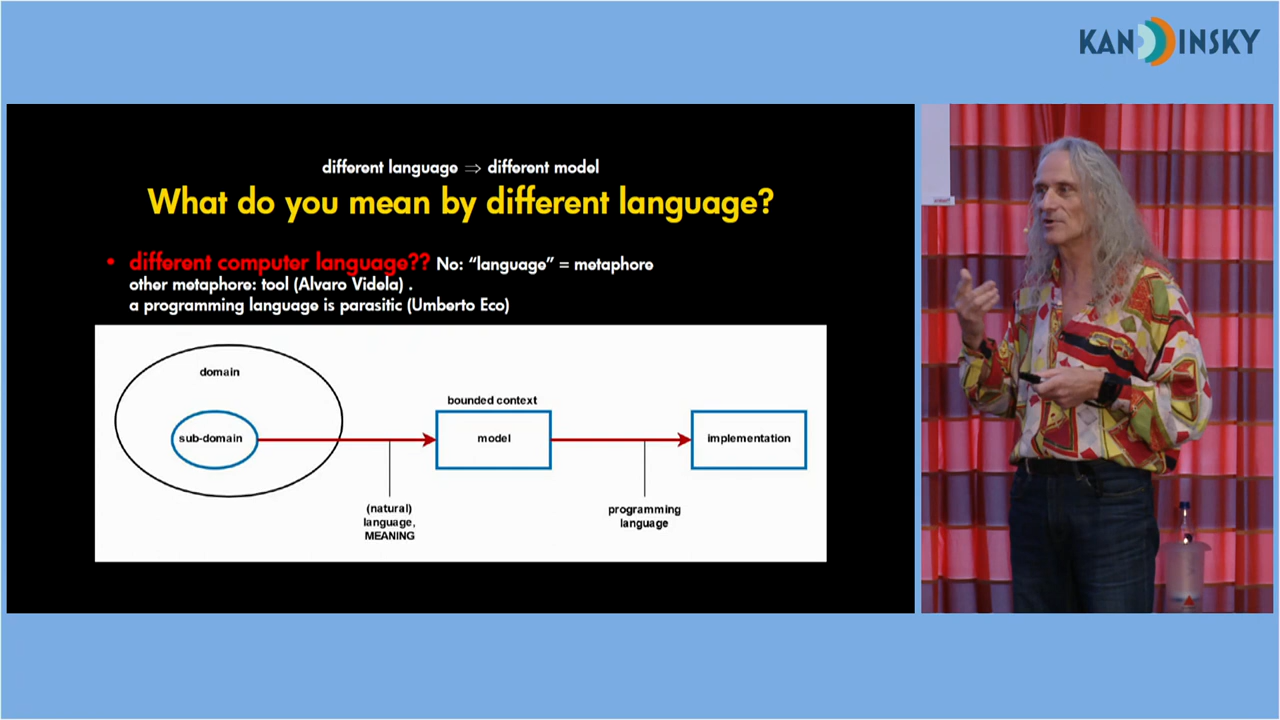 KANDDINSKY
different language ⇒ different model
What do you mean by different language?
• different computer language?? No: “language” = metaphore
other metaphore: tool (Alvaro Videla) .
a programming language is parasitic (Umberto Eco)
domain
sub-domain
bounded context
model
implementation
(natural)
language,
MEANING
programming
language